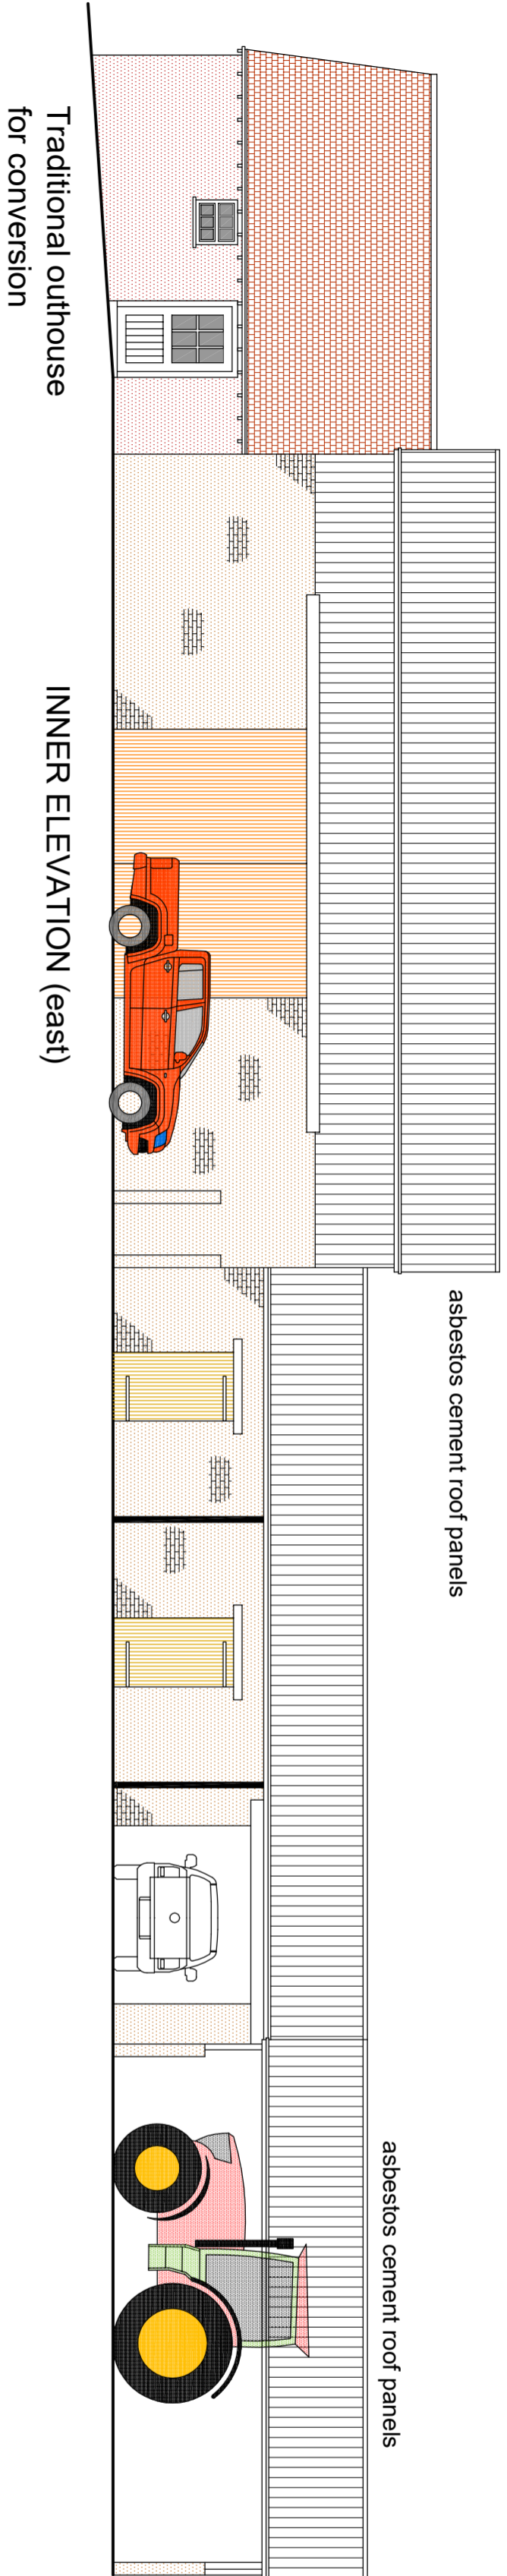 asbestos cement roof panels
asbestos cement roof panels
Traditional outhouse
for conversion
INNER ELEVATION (east)